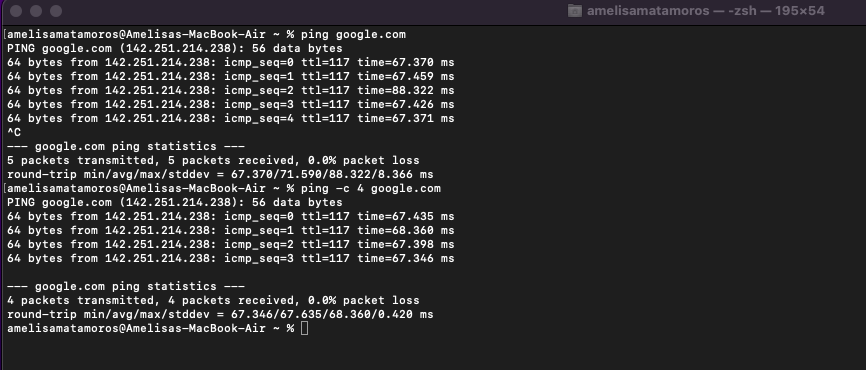 amelisamatamoros — -zsh — 195×54
[amelisamatamoros@Amelisas-MacBook-Air ~ % ping google.com
PING google.com (142.251.214.238): 56 data bytes
64 bytes from 142.251.214.238: icmp_seq=0 ttl=117 time=67.370 ms
64 bytes from 142.251.214.238: icmp_seq=1 ttl=117 time=67.459 ms
64 bytes from 142.251.214.238: icmp_seq=2 ttl=117 time=88.322 ms
64 bytes from 142.251.214.238: icmp_seq=3 ttl=117 time=67.426 ms
64 bytes from 142.251.214.238: icmp_seq=4 ttl=117 time=67.371 ms
^C
--- google.com ping statistics ---
5 packets transmitted, 5 packets received, 0.0% packet loss
round-trip min/avg/max/stddev = 67.370/71.590/88.322/8.366 ms
[amelisamatamoros@Amelisas-MacBook-Air ~ % ping -c 4 google.com
PING google.com (142.251.214.238): 56 data bytes
64 bytes from 142.251.214.238: icmp_seq=0 ttl=117 time=67.435 ms
64 bytes from 142.251.214.238: icmp_seq=1 ttl=117 time=68.360 ms
64 bytes from 142.251.214.238: icmp_seq=2 ttl=117 time=67.398 ms
64 bytes from 142.251.214.238: icmp_seq=3 ttl=117 time=67.346 ms
--- google.com ping statistics ---
4 packets transmitted, 4 packets received, 0.0% packet loss
round-trip min/avg/max/stddev = 67.346/67.635/68.360/0.420 ms
amelisamatamoros@Amelisas-MacBook-Air ~ %